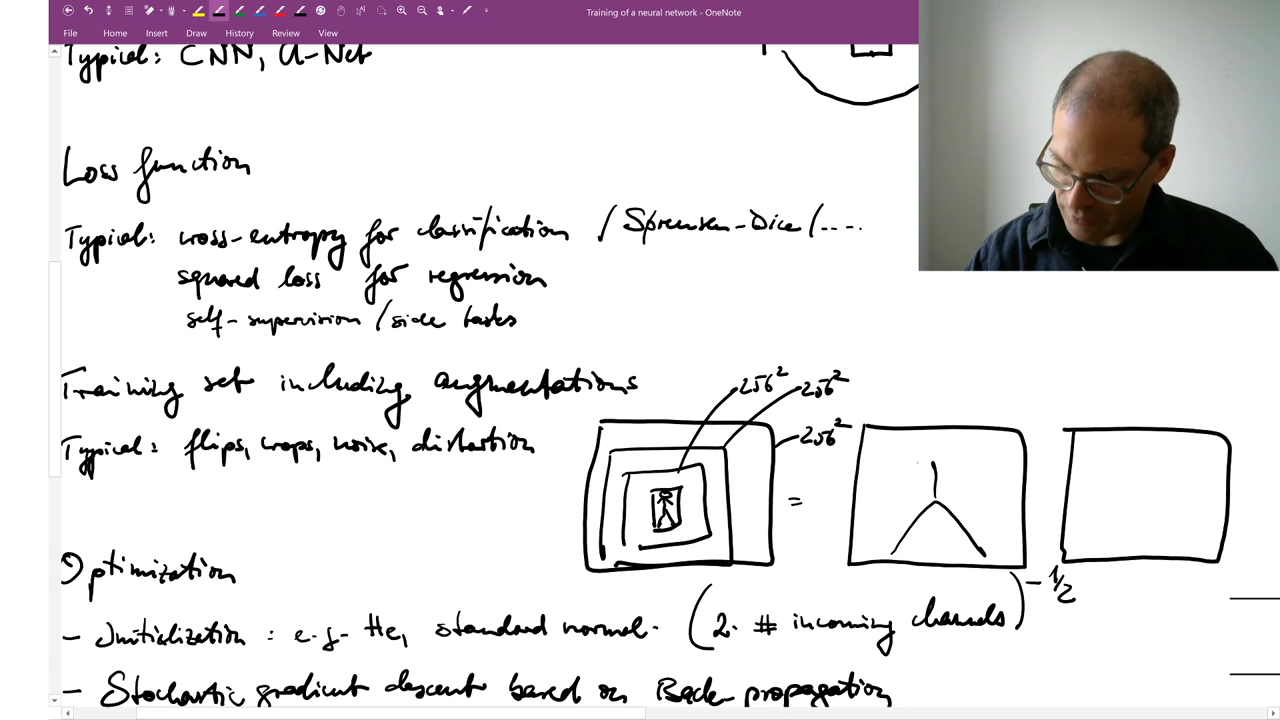 Training of a neural network - OneNote
File Home Insert Draw History Review View
Typical: CNN, U-Net
Loss function
Typical: cross-entropy for classification / Sørensen-Dice / ....
squared loss for regression
self-supervision / side tasks
Training set including augmentations
256² 256²
Typical: flips, crops, noise, distortion
256²
=
Optimization
- Initialization: e.g. He, standard normal · (2 · # incoming channels)^-1/2
- Stochastic gradient descent based on Back propagation